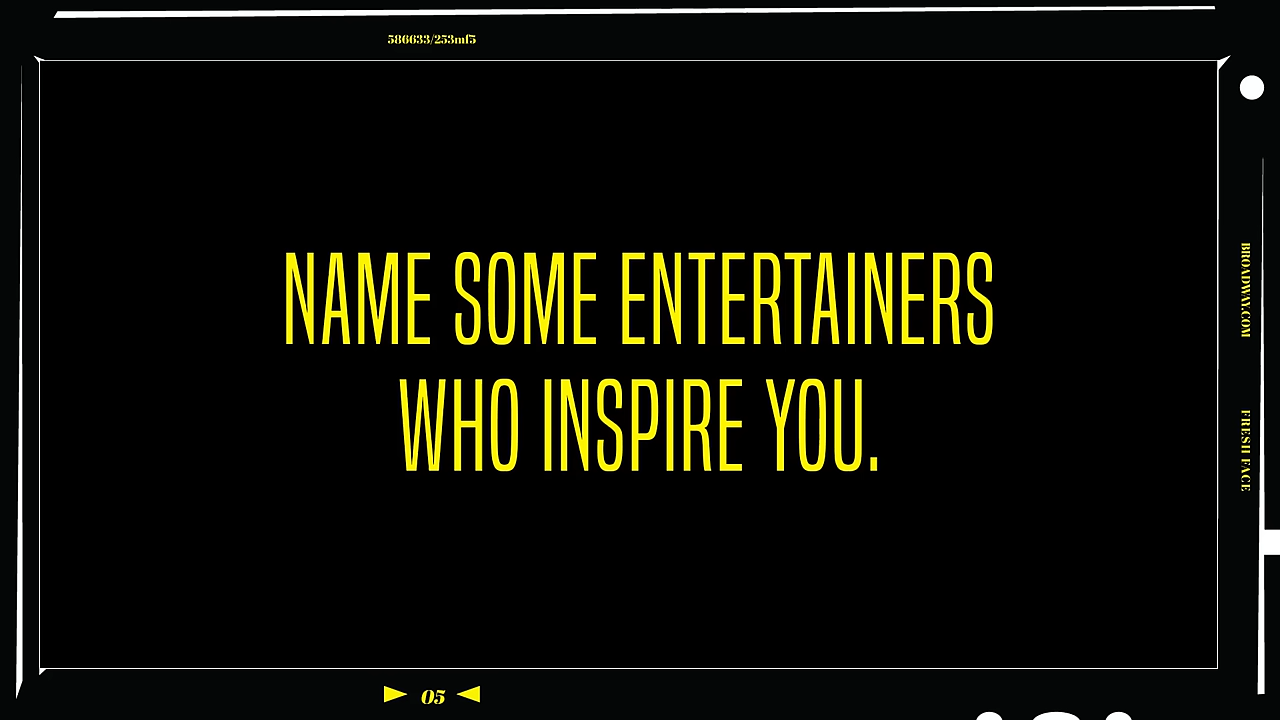 586633/253mf5
NAME SOME ENTERTAINERS
WHO INSPIRE YOU.
BROADWAY.COM
FRESH FACE
05